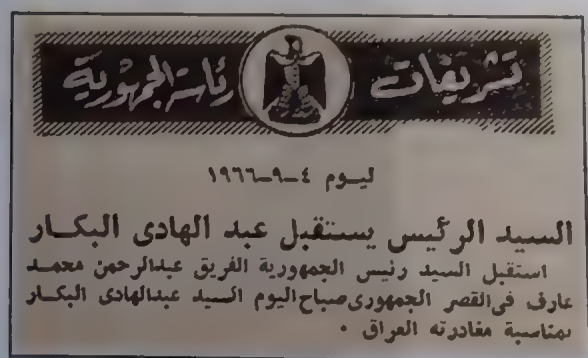 تشريفات رئاسة الجمهورية
ليوم ٤-٩-١٩٦٦
السيد الرئيس يستقبل عبد الهادى البكار
استقبل السيد رئيس الجمهورية الفريق عبدالرحمن محمد
عارف فى القصر الجمهورى صباح اليوم السيد عبدالهادى البكار
بمناسبة مغادرته العراق ٠